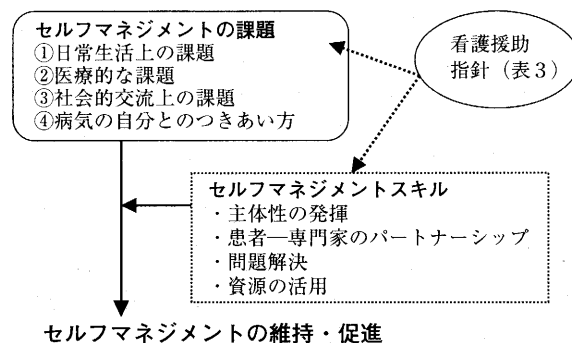 セルフマネジメントの課題
①日常生活上の課題
②医療的な課題
③社会的交流上の課題
④病気の自分とのつきあい方
看護援助
指針（表３）
セルフマネジメントスキル
・主体性の発揮
・患者―専門家のパートナーシップ
・問題解決
・資源の活用
セルフマネジメントの維持・促進